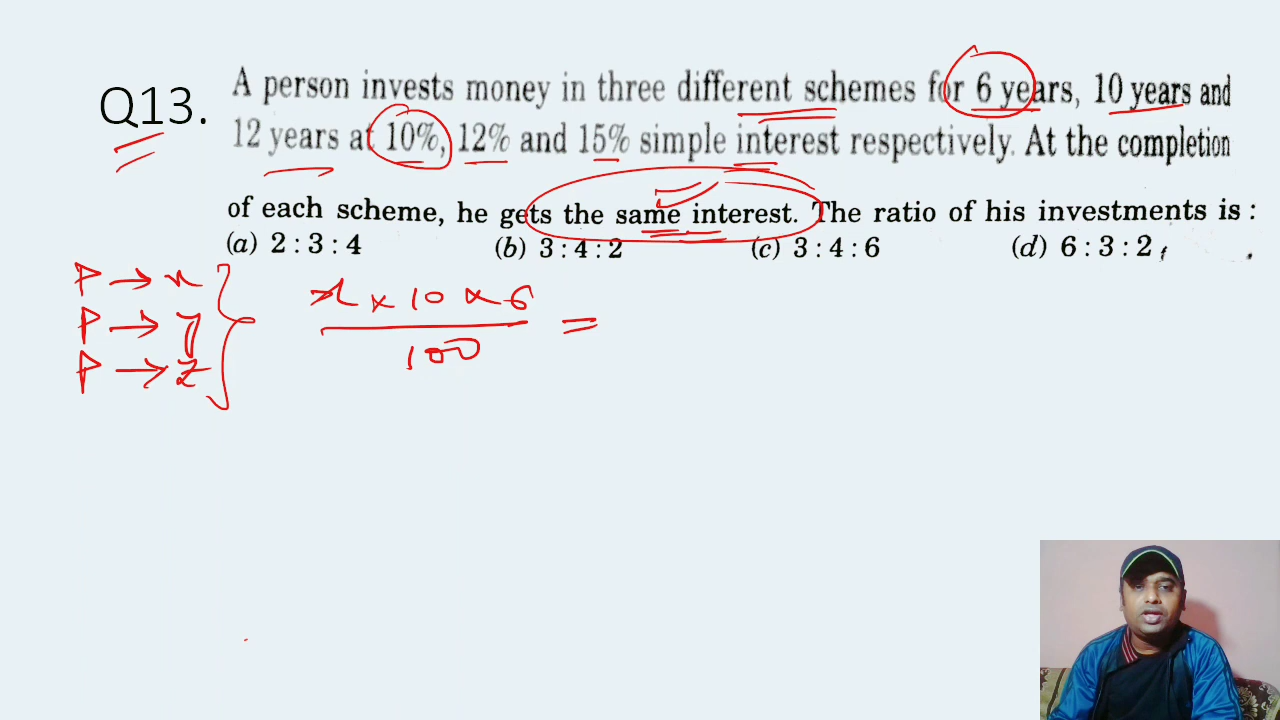 Q13.
A person invests money in three different schemes for 6 years, 10 years and
12 years at 10%, 12% and 15% simple interest respectively. At the completion
of each scheme, he gets the same interest. The ratio of his investments is :
(a) 2 : 3 : 4 (b) 3 : 4 : 2 (c) 3 : 4 : 6 (d) 6 : 3 : 2
P → x
P → y
P → z
x × 10 × 6
100
=